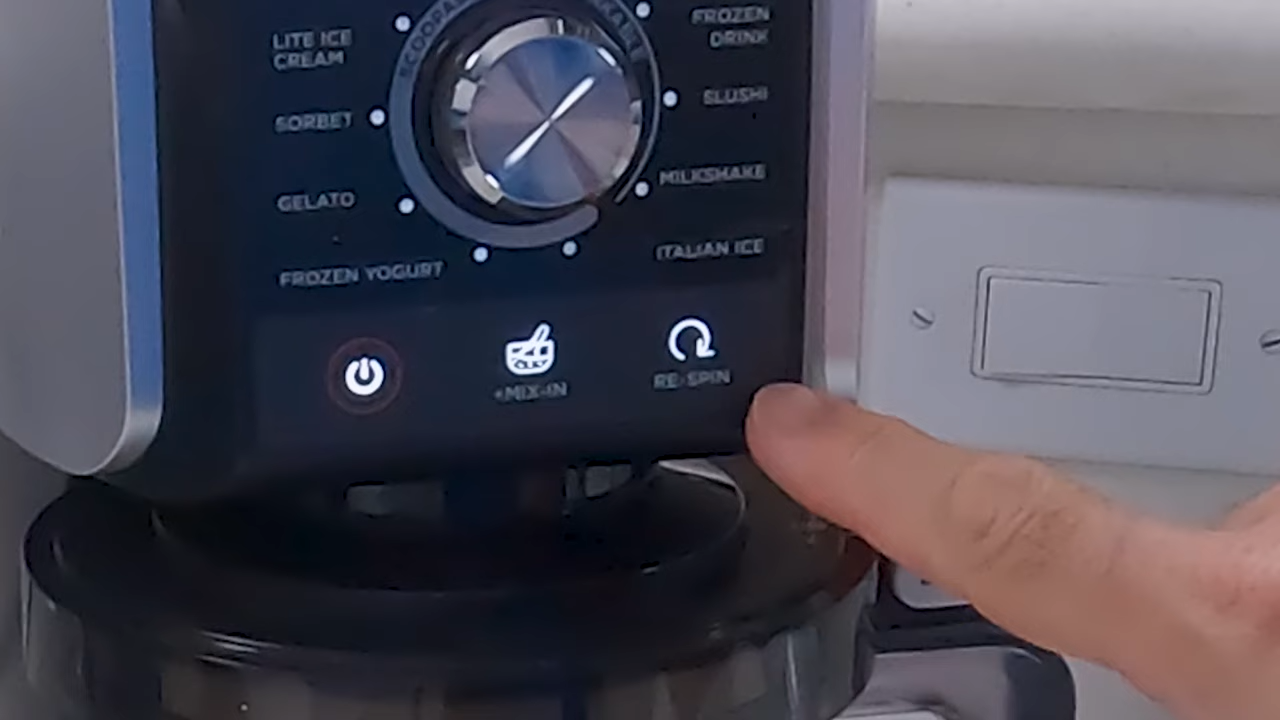 LITE ICE
CREAM
SORBET
GELATO
FROZEN YOGURT
FROZEN
DRINK
SLUSHI
MILKSHAKE
ITALIAN ICE
+MIX-IN
RE-SPIN